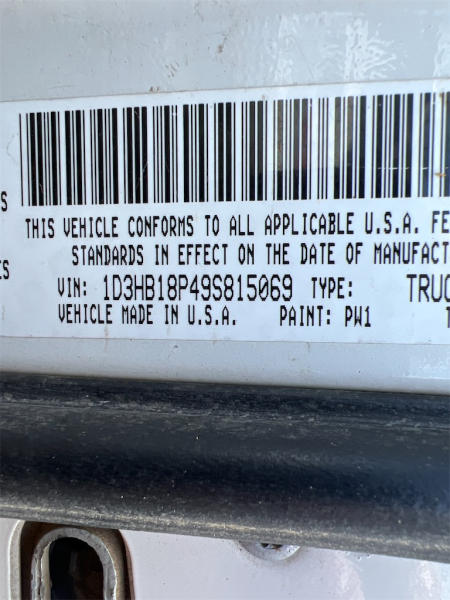 S
THIS VEHICLE CONFORMS TO ALL APPLICABLE U.S.A. FE
STANDARDS IN EFFECT ON THE DATE OF MANUFACT
ES
VIN: 1D3HB18P49S815069 TYPE: TRUC
VEHICLE MADE IN U.S.A. PAINT: PW1 T